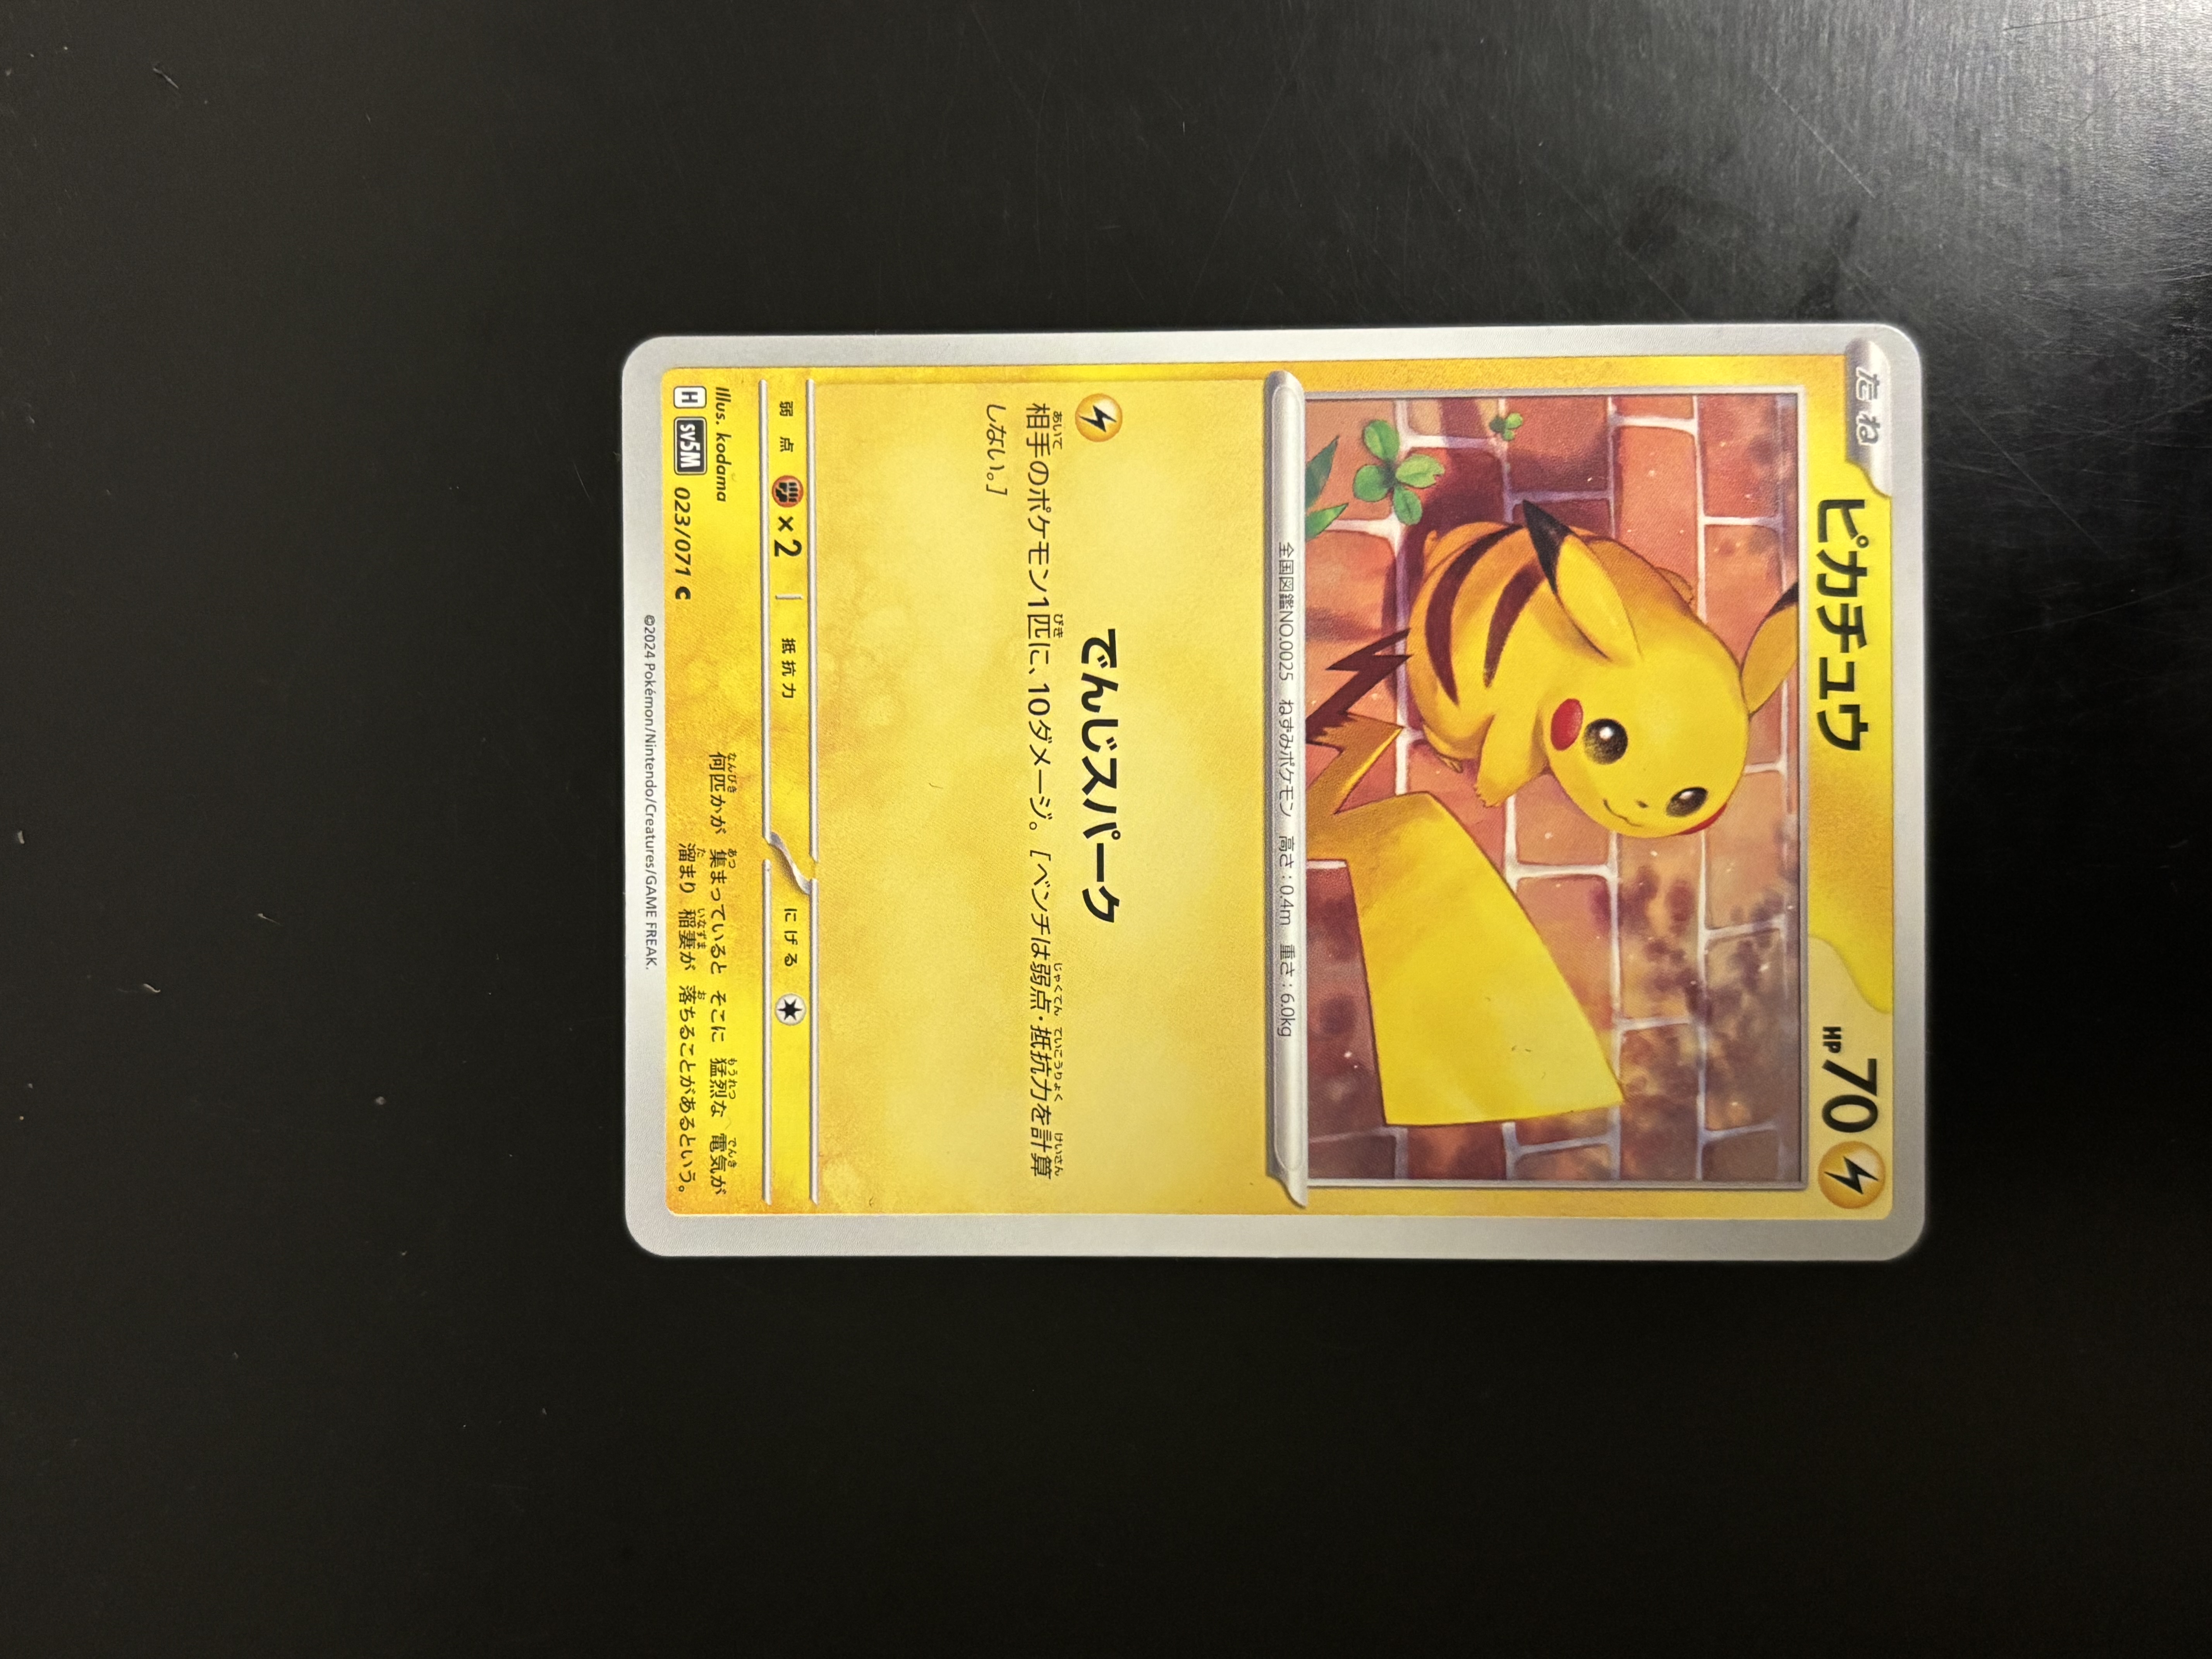 たね ピカチュウ HP70
全国図鑑NO.0025 ねずみポケモン 高さ:0.4m 重さ:6.0kg
でんじスパーク
相手のポケモン1匹に、10ダメージ。[ベンチは弱点・抵抗力を計算
しない。]
弱点 ×2 抵抗力 にげる
Illus. kodama
H SV5M 023/071 C
何匹かが 集まっていると そこに 猛烈な 電気が
溜まり 稲妻が 落ちることがあるという。
©2024 Pokémon/Nintendo/Creatures/GAME FREAK.